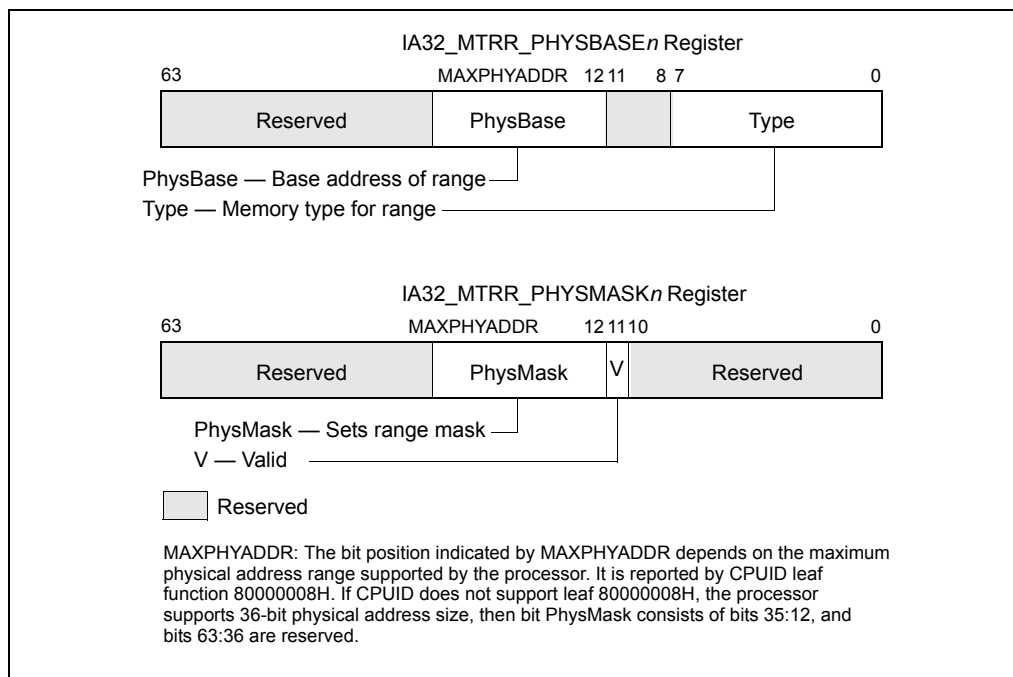 IA32_MTRR_PHYSBASEn Register
63 MAXPHYADDR 12 11 8 7 0
Reserved PhysBase Type
PhysBase — Base address of range
Type — Memory type for range
IA32_MTRR_PHYSMASKn Register
63 MAXPHYADDR 12 11 10 0
Reserved PhysMask V Reserved
PhysMask — Sets range mask
V — Valid
Reserved
MAXPHYADDR: The bit position indicated by MAXPHYADDR depends on the maximum
physical address range supported by the processor. It is reported by CPUID leaf
function 80000008H. If CPUID does not support leaf 80000008H, the processor
supports 36-bit physical address size, then bit PhysMask consists of bits 35:12, and
bits 63:36 are reserved.